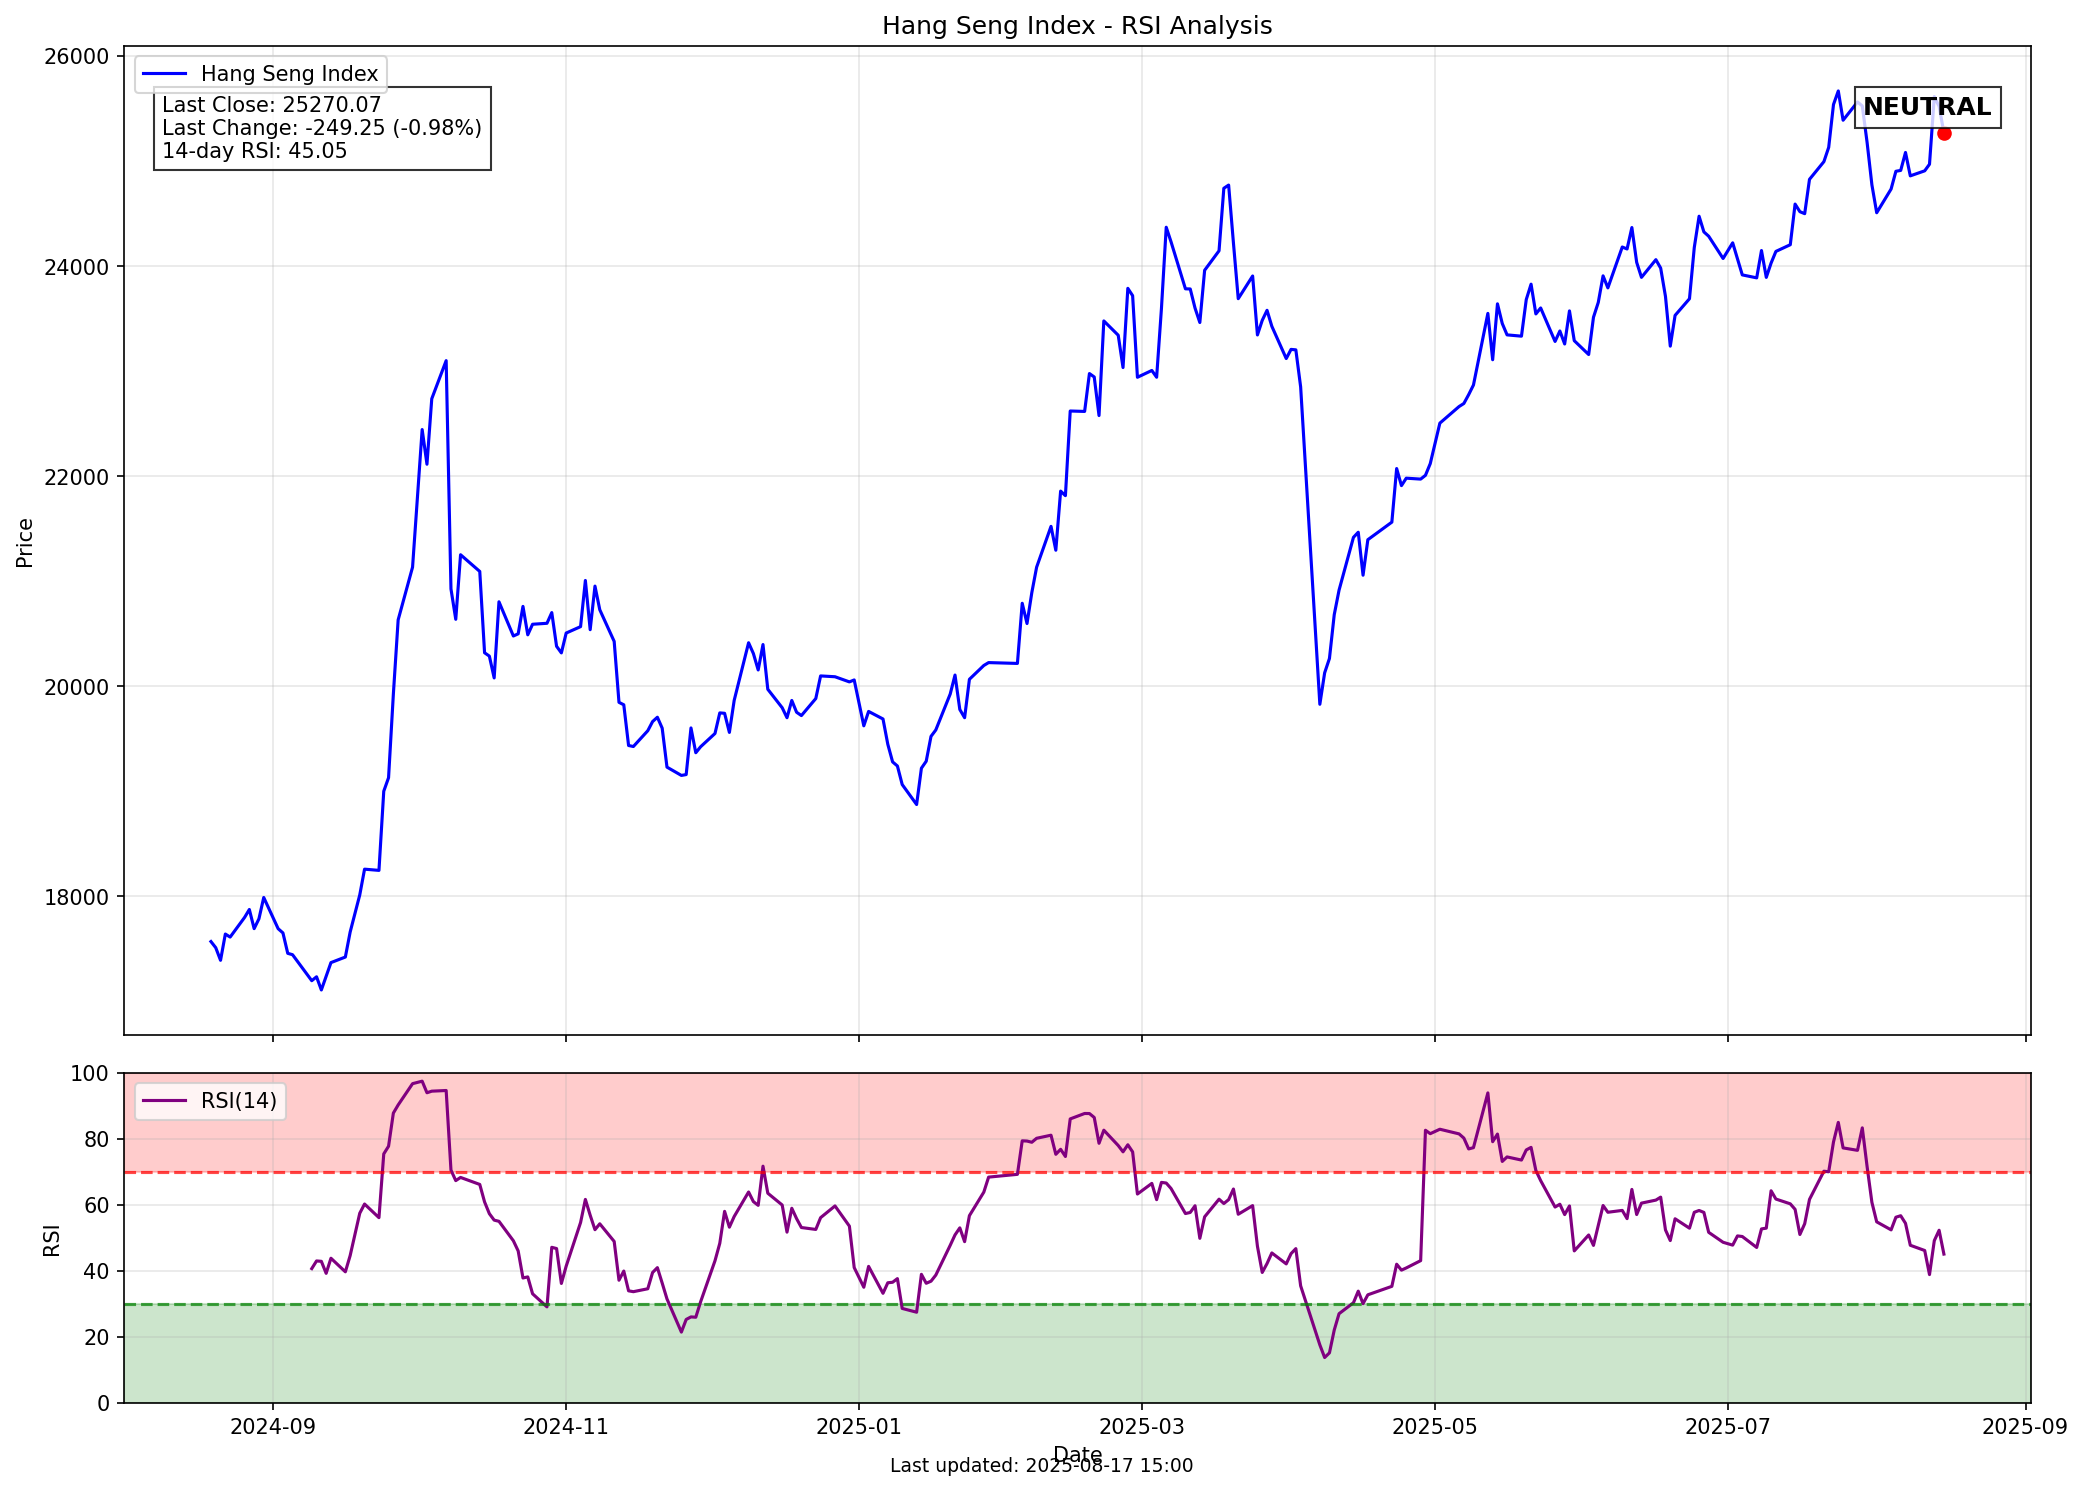 Hang Seng Index - RSI Analysis
26000
Hang Seng Index
Last Close: 25270.07
Last Change: -249.25 (-0.98%)
14-day RSI: 45.05
NEUTRAL
24000
22000
Price
20000
18000
100
RSI(14)
80
60
RSI
40
20
0
2024-09
2024-11
2025-01
2025-03
2025-05
2025-07
2025-09
Date
Last updated: 2025-08-17 15:00